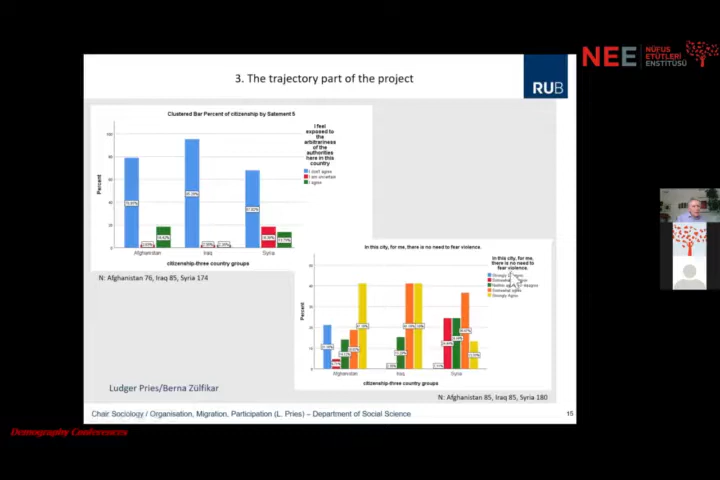 3. The trajectory part of the project
RUB
NEE
NÜFUS
ETÜTLERİ
ENSTİTÜSÜ
Clustered Bar Percent of citizenship by Satement 6
I feel
exposed to
the
arbitrariness
of the
authorities
here in this
country
I don't agree
I am uncertain
I agree
Percent
Afghanistan
Iraq
Syria
citizenship-three country groups
N: Afghanistan 76, Iraq 85, Syria 174
In this city, for me, there is no need to fear violence.
In this city, for me,
there is no need to
fear violence.
Strongly
Somewhat agree
Strongly Agree
Percent
Afghanistan
Iraq
Syria
citizenship-three country groups
N: Afghanistan 85, Iraq 85, Syria 180
Ludger Pries/Berna Zülfikar
Chair Sociology / Organisation, Migration, Participation (L. Pries) – Department of Social Science
15
Demography Conferences